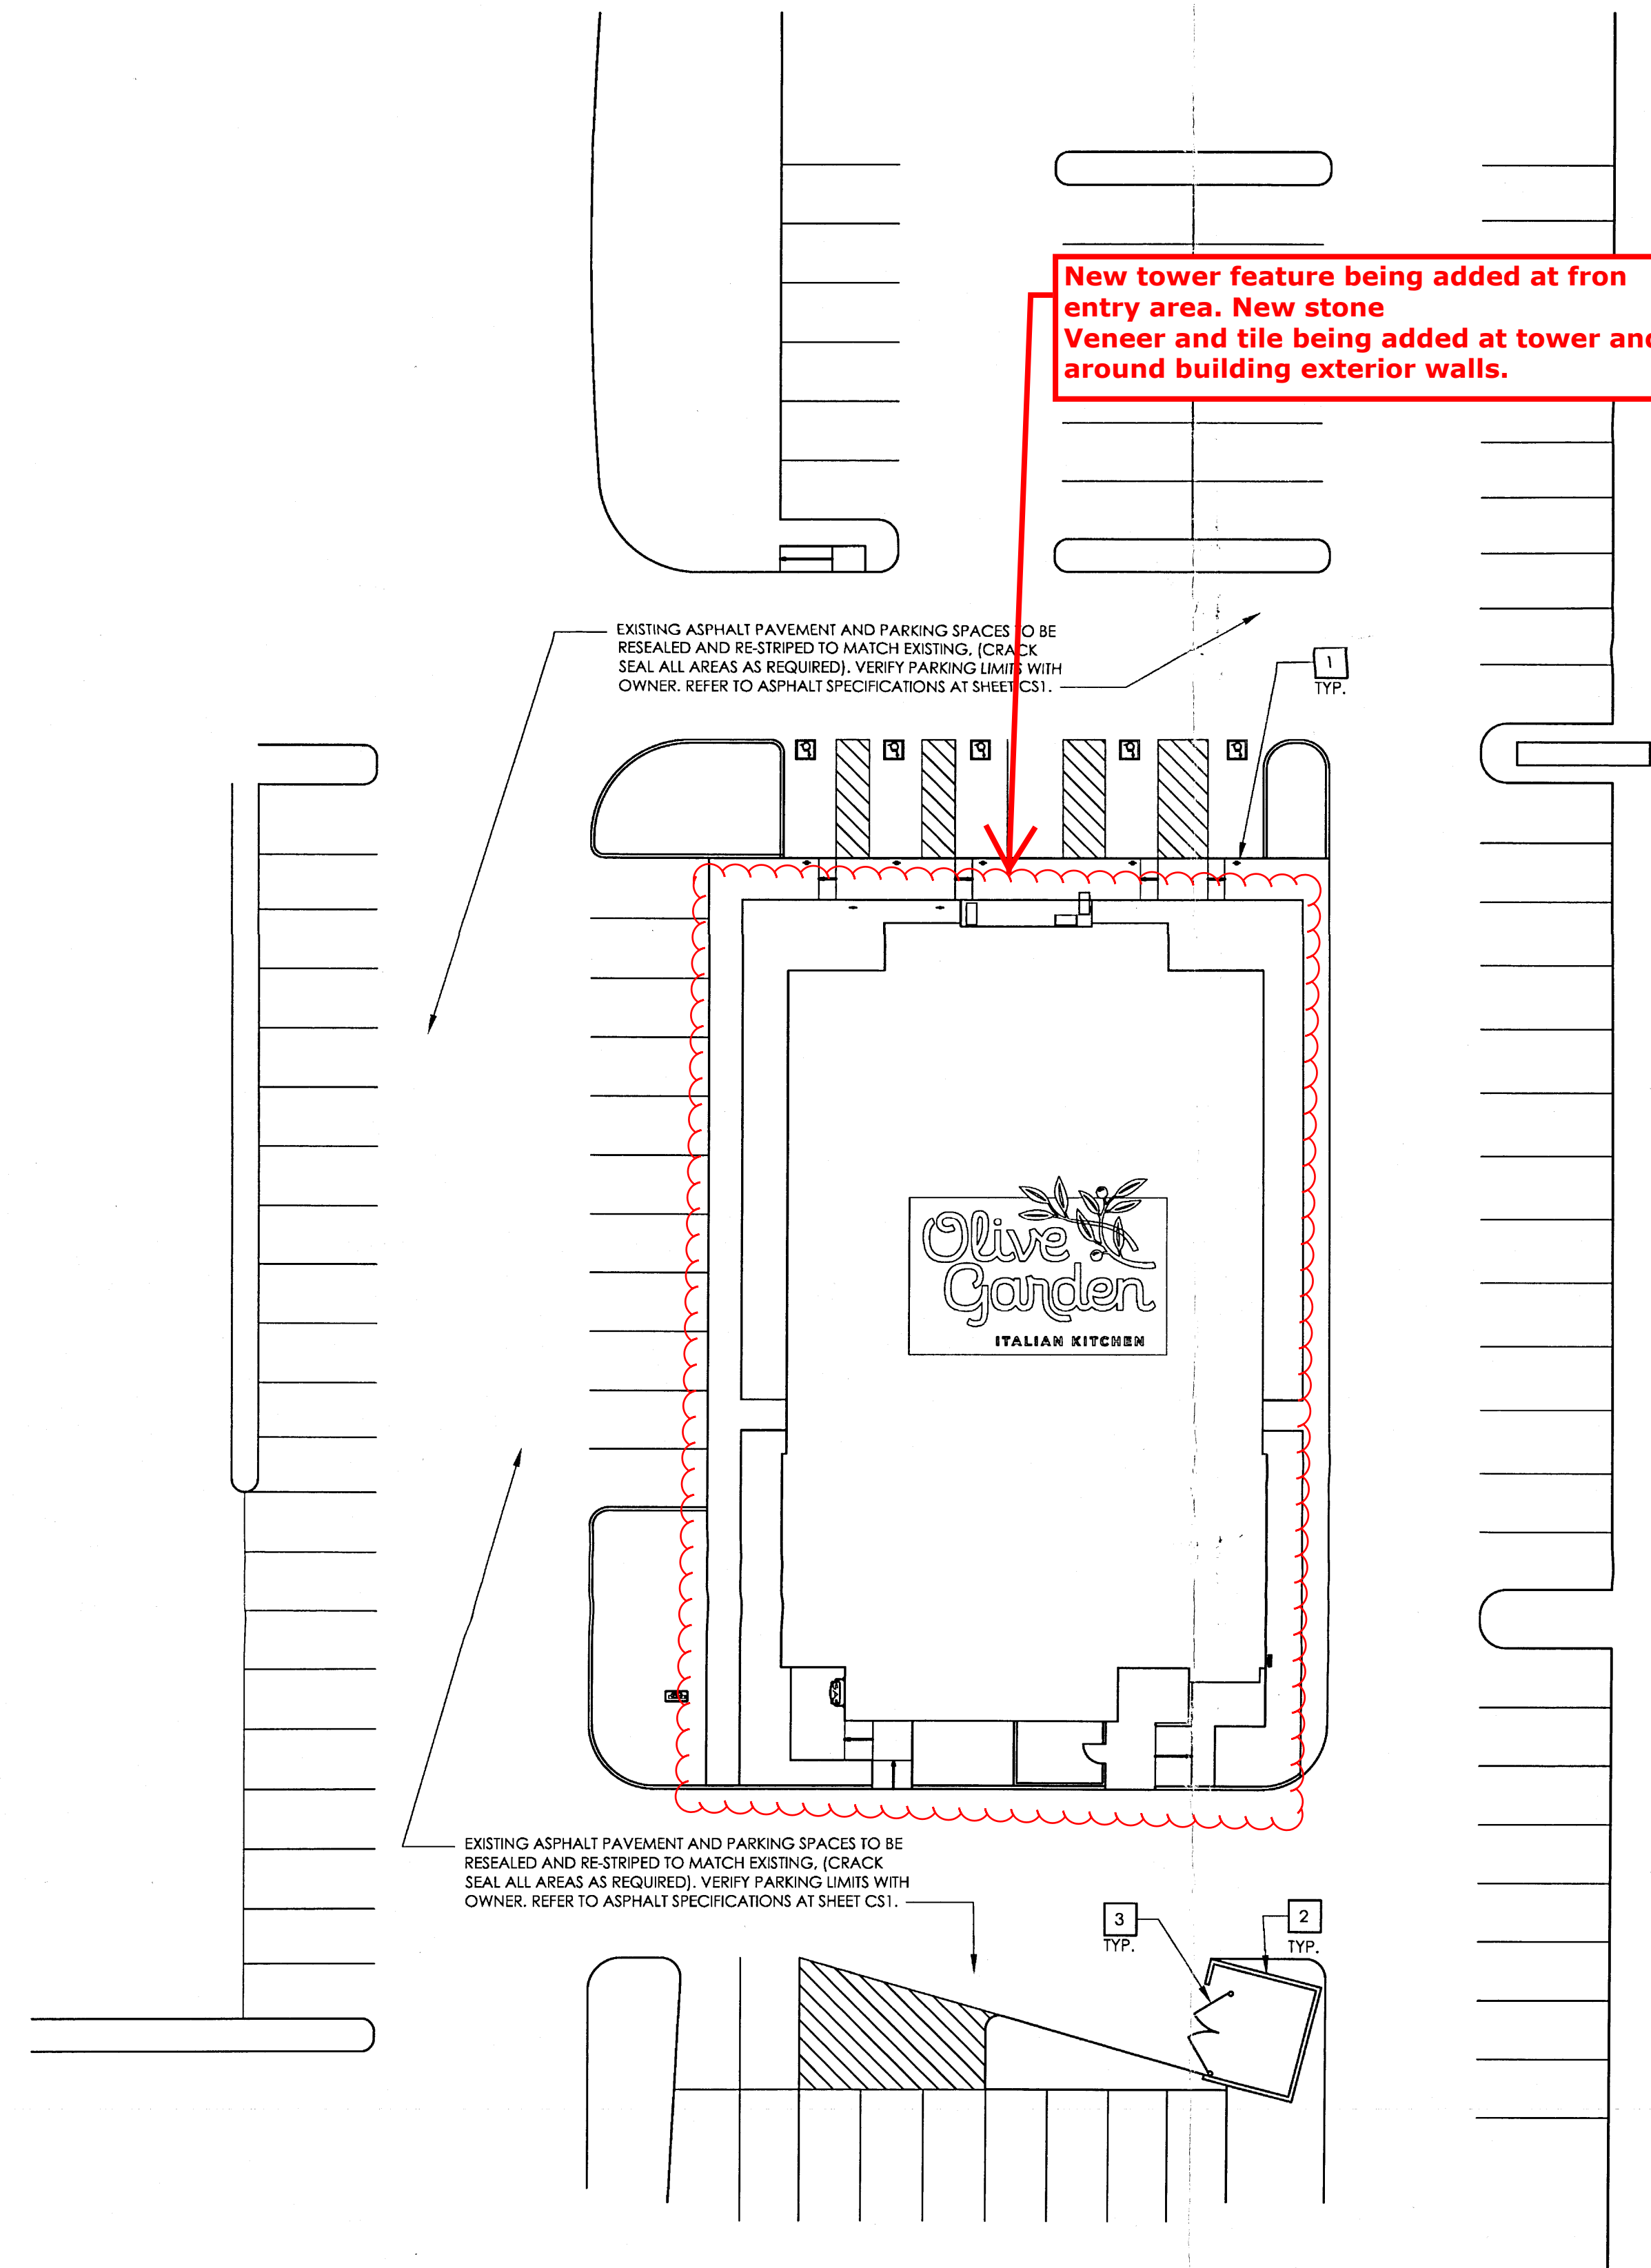 New tower feature being added at fron
entry area. New stone
Veneer and tile being added at tower and
around building exterior walls.
EXISTING ASPHALT PAVEMENT AND PARKING SPACES TO BE
RESEALED AND RE-STRIPED TO MATCH EXISTING, (CRACK
SEAL ALL AREAS AS REQUIRED). VERIFY PARKING LIMITS WITH
OWNER. REFER TO ASPHALT SPECIFICATIONS AT SHEET CS1.
1
TYP.
Olive
Garden
ITALIAN KITCHEN
EXISTING ASPHALT PAVEMENT AND PARKING SPACES TO BE
RESEALED AND RE-STRIPED TO MATCH EXISTING, (CRACK
SEAL ALL AREAS AS REQUIRED). VERIFY PARKING LIMITS WITH
OWNER. REFER TO ASPHALT SPECIFICATIONS AT SHEET CS1.
3
TYP.
2
TYP.